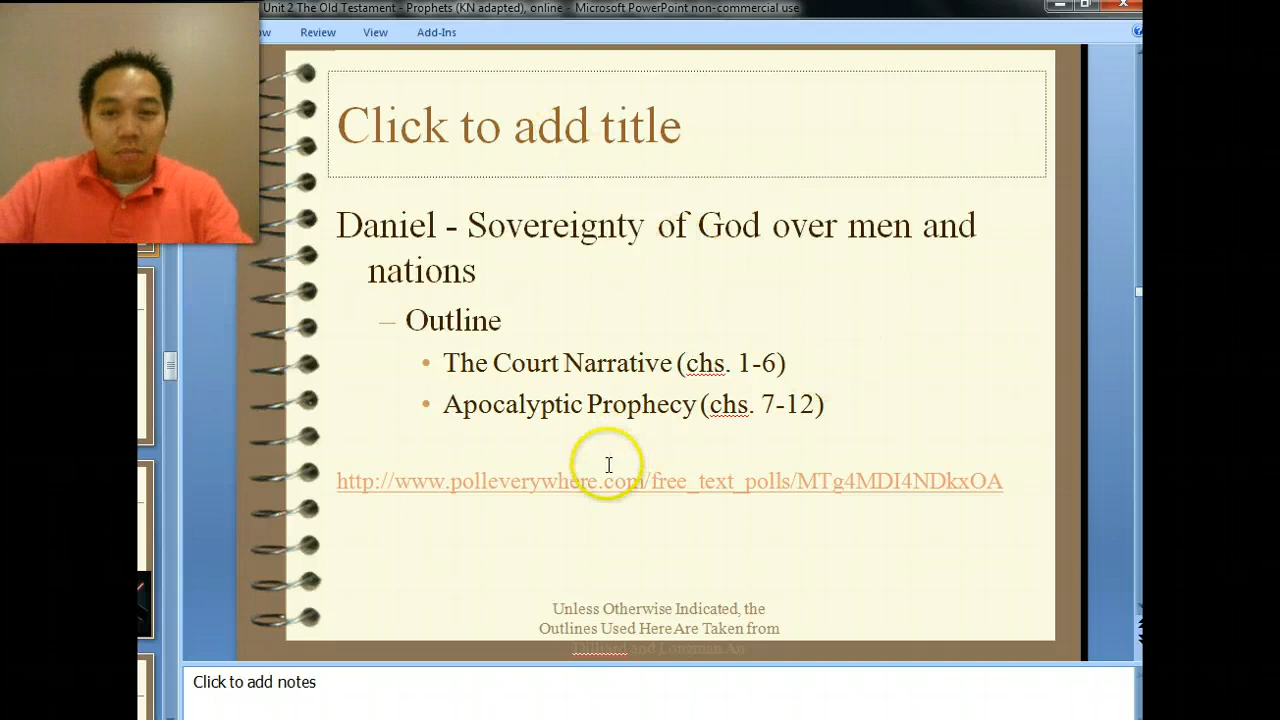 Unit 2 The Old Testament - Prophets (KN adapted), online - Microsoft PowerPoint non-commercial use
Review View Add-Ins
Click to add title
Daniel - Sovereignty of God over men and
nations
– Outline
• The Court Narrative (chs. 1-6)
• Apocalyptic Prophecy (chs. 7-12)
http://www.polleverywhere.com/free_text_polls/MTg4MDI4NDkxOA
Unless Otherwise Indicated, the
Outlines Used Here Are Taken from
and
Click to add notes